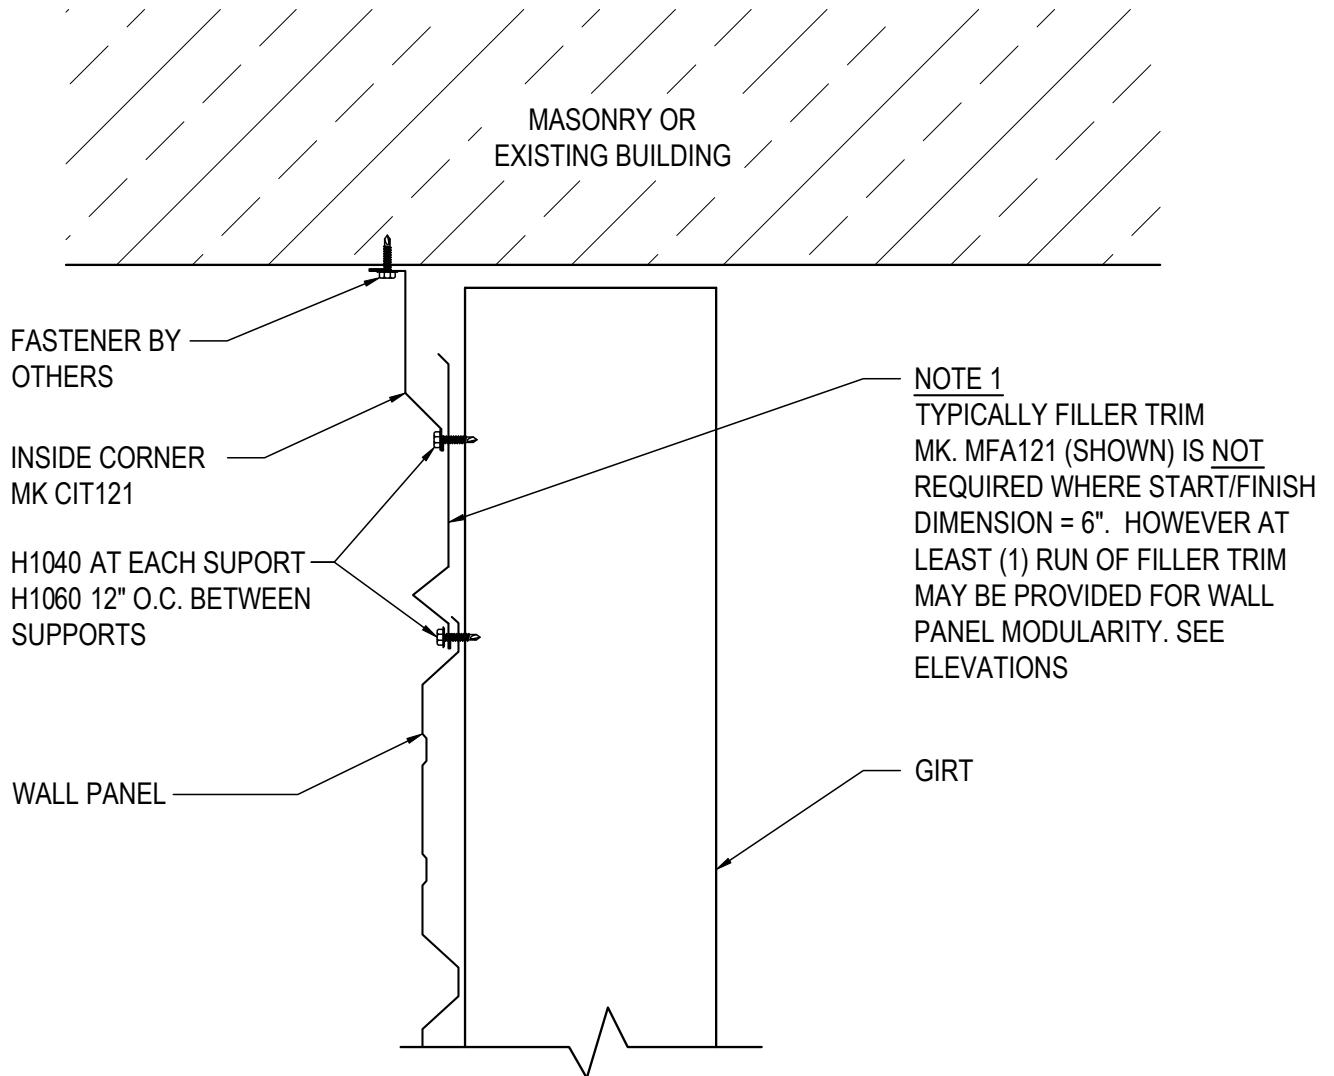 MASONRY OR
EXISTING BUILDING
FASTENER BY
OTHERS
INSIDE CORNER
MK CIT121
H1040 AT EACH SUPORT
H1060 12" O.C. BETWEEN
SUPPORTS
WALL PANEL
NOTE 1
TYPICALLY FILLER TRIM
MK. MFA121 (SHOWN) IS NOT
REQUIRED WHERE START/FINISH
DIMENSION = 6". HOWEVER AT
LEAST (1) RUN OF FILLER TRIM
MAY BE PROVIDED FOR WALL
PANEL MODULARITY. SEE
ELEVATIONS
GIRT